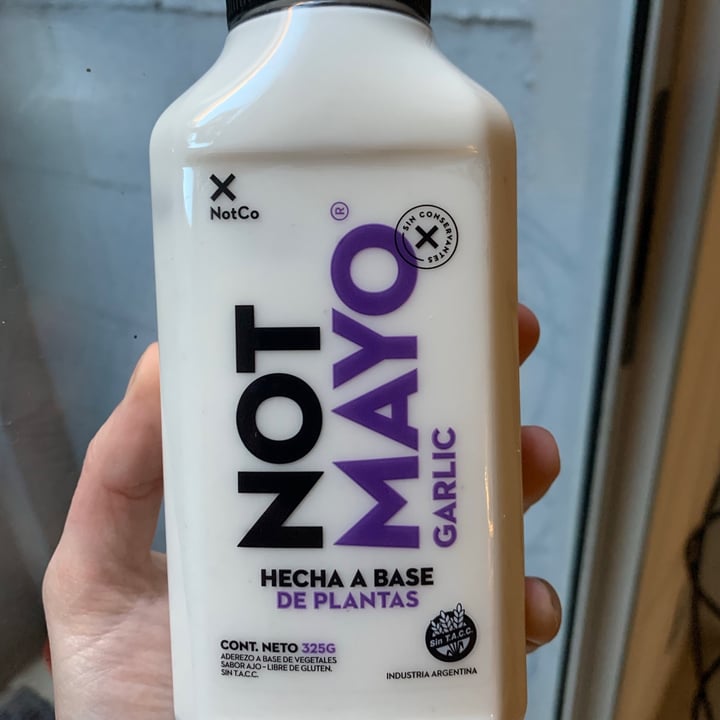 NotCo
SIN CONSERVANTES
NOT
MAYO®
GARLIC
HECHA A BASE
DE PLANTAS
CONT. NETO 325G
ADEREZO A BASE DE VEGETALES
SABOR AJO - LIBRE DE GLUTEN.
SIN T.A.C.C.
Sin T.A.C.C.
INDUSTRIA ARGENTINA